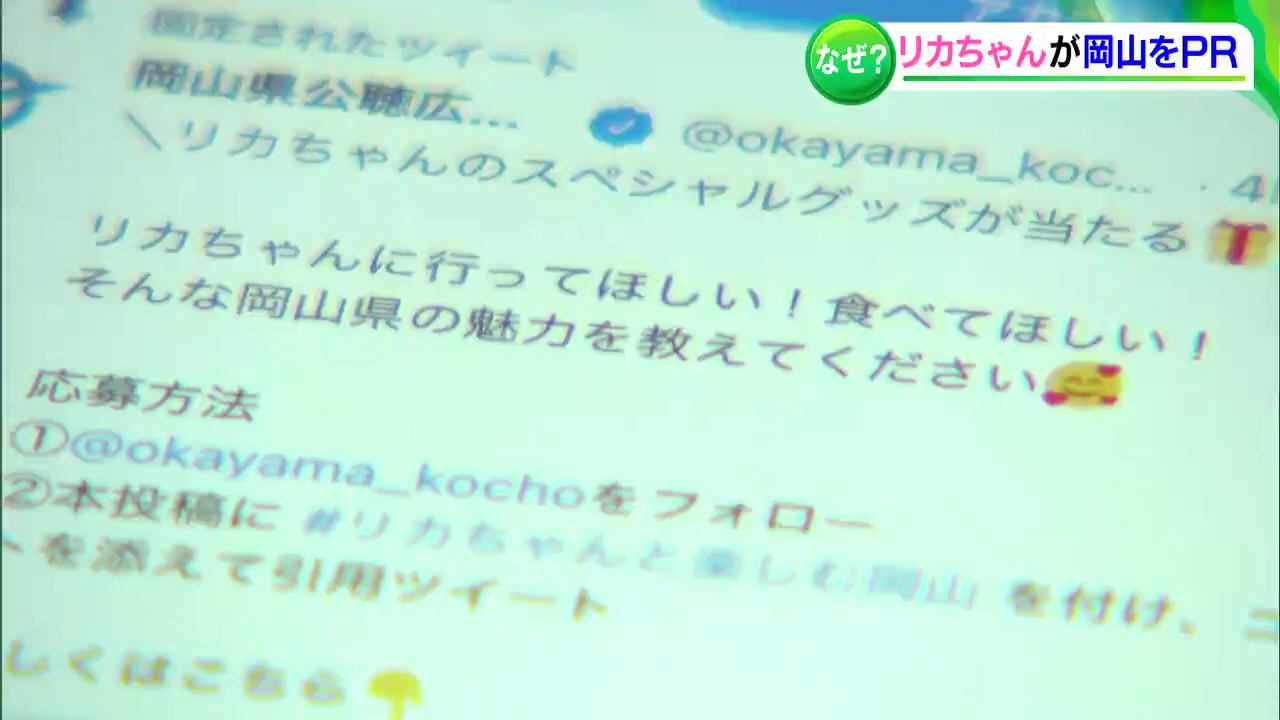 なぜ?
リカちゃんが岡山をPR
固定されたツイート
岡山県公聴広... @okayama_koc... · 4
＼リカちゃんのスペシャルグッズが当たる🎁
リカちゃんに行ってほしい！食べてほしい！
そんな岡山県の魅力を教えてください🥰
応募方法
①@okayama_kochoをフォロー
②本投稿に #リカちゃんと楽しむ岡山 を付け、コ
トを添えて引用ツイート
しくはこちら👇